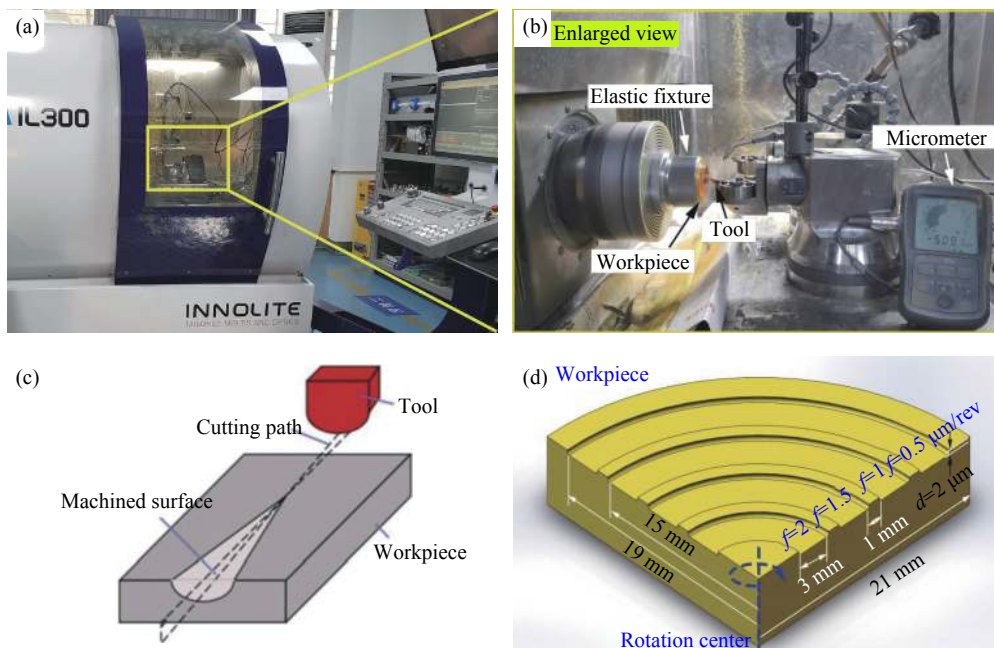 (a)
IL300
INNOLITE
(b)
Enlarged view
Elastic fixture
Micrometer
Tool
Workpiece
(c)
Tool
Cutting path
Machined surface
Workpiece
(d)
Workpiece
f=2 f=1.5 f=1 f=0.5 μm/rev
d=2 μm
15 mm
19 mm
1 mm
3 mm
21 mm
Rotation center